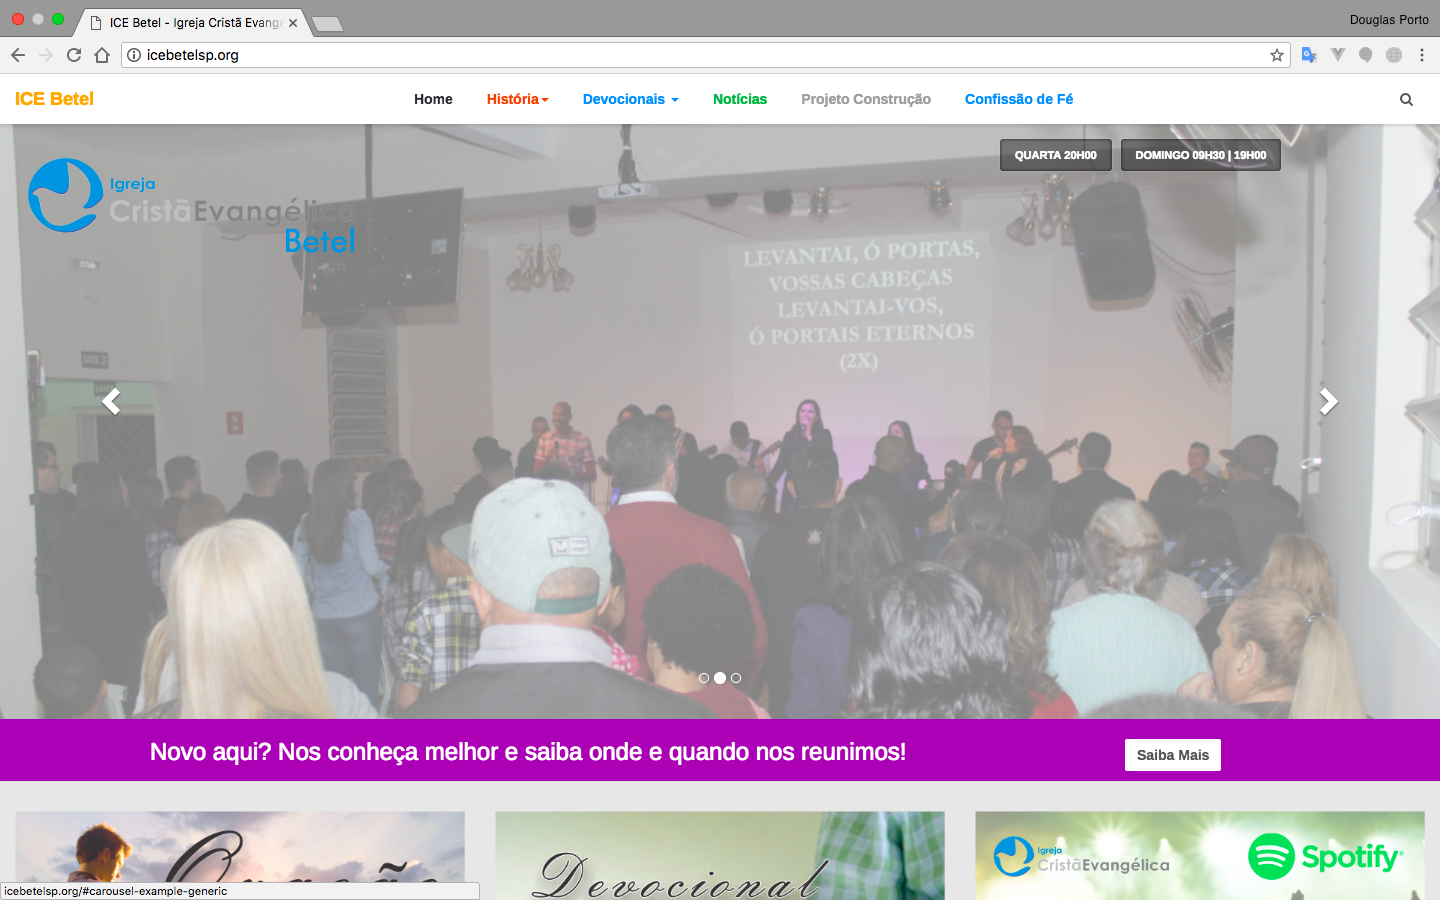 ICE Betel - Igreja Cristã Evang
Douglas Porto
icebetelsp.org
ICE Betel
Home
História
Devocionais
Notícias
Projeto Construção
Confissão de Fé
QUARTA 20H00
DOMINGO 09H30 | 19H00
Igreja
CristãEvangélica
Betel
LEVANTAI, Ó PORTAS,
VOSSAS CABEÇAS
LEVANTAI-VOS,
Ó PORTAIS ETERNOS
(2X)
Novo aqui? Nos conheça melhor e saiba onde e quando nos reunimos!
Saiba Mais
Oração
Devocional
Igreja
CristãEvangélica
Spotify
icebetelsp.org/#carousel-example-generic